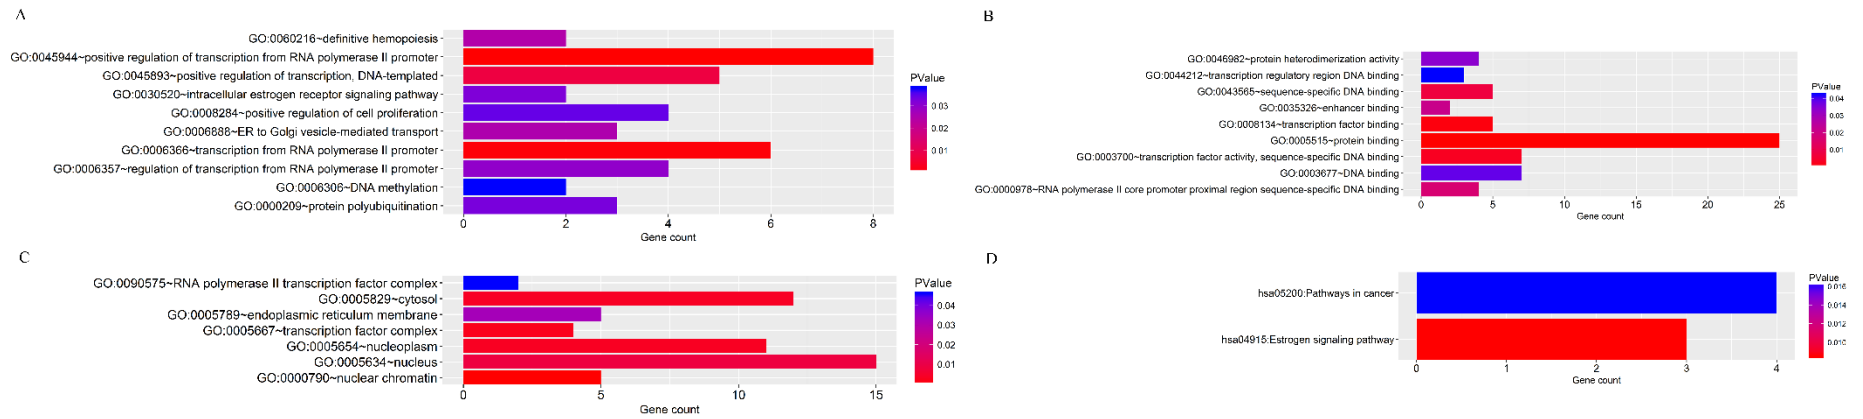 A
GO:0060216~definitive hemopoiesis
GO:0045944~positive regulation of transcription from RNA polymerase II promoter
GO:0045893~positive regulation of transcription, DNA-templated
GO:0030520~intracellular estrogen receptor signaling pathway
GO:0008284~positive regulation of cell proliferation
GO:0006888~ER to Golgi vesicle-mediated transport
GO:0006366~transcription from RNA polymerase II promoter
GO:0006357~regulation of transcription from RNA polymerase II promoter
GO:0006306~DNA methylation
GO:0000209~protein polyubiquitination
0 2 4 6 8
Gene count
PValue
0.03
0.02
0.01
B
GO:0046982~protein heterodimerization activity
GO:0044212~transcription regulatory region DNA binding
GO:0043565~sequence-specific DNA binding
GO:0035326~enhancer binding
GO:0008134~transcription factor binding
GO:0005515~protein binding
GO:0003700~transcription factor activity, sequence-specific DNA binding
GO:0003677~DNA binding
GO:0000978~RNA polymerase II core promoter proximal region sequence-specific DNA binding
0 5 10 15 20 25
Gene count
PValue
0.04
0.03
0.02
0.01
C
GO:0090575~RNA polymerase II transcription factor complex
GO:0005829~cytosol
GO:0005789~endoplasmic reticulum membrane
GO:0005667~transcription factor complex
GO:0005654~nucleoplasm
GO:0005634~nucleus
GO:0000790~nuclear chromatin
0 5 10 15
Gene count
PValue
0.04
0.03
0.02
0.01
D
hsa05200:Pathways in cancer
hsa04915:Estrogen signaling pathway
0 1 2 3 4
Gene count
PValue
0.016
0.014
0.012
0.010